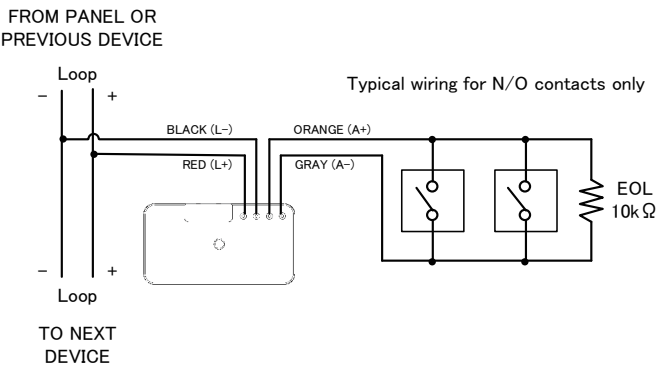 FROM PANEL OR
PREVIOUS DEVICE
Loop
Typical wiring for N/O contacts only
− +
BLACK (L-) ORANGE (A+)
RED (L+) GRAY (A-)
EOL
10kΩ
− +
Loop
TO NEXT
DEVICE